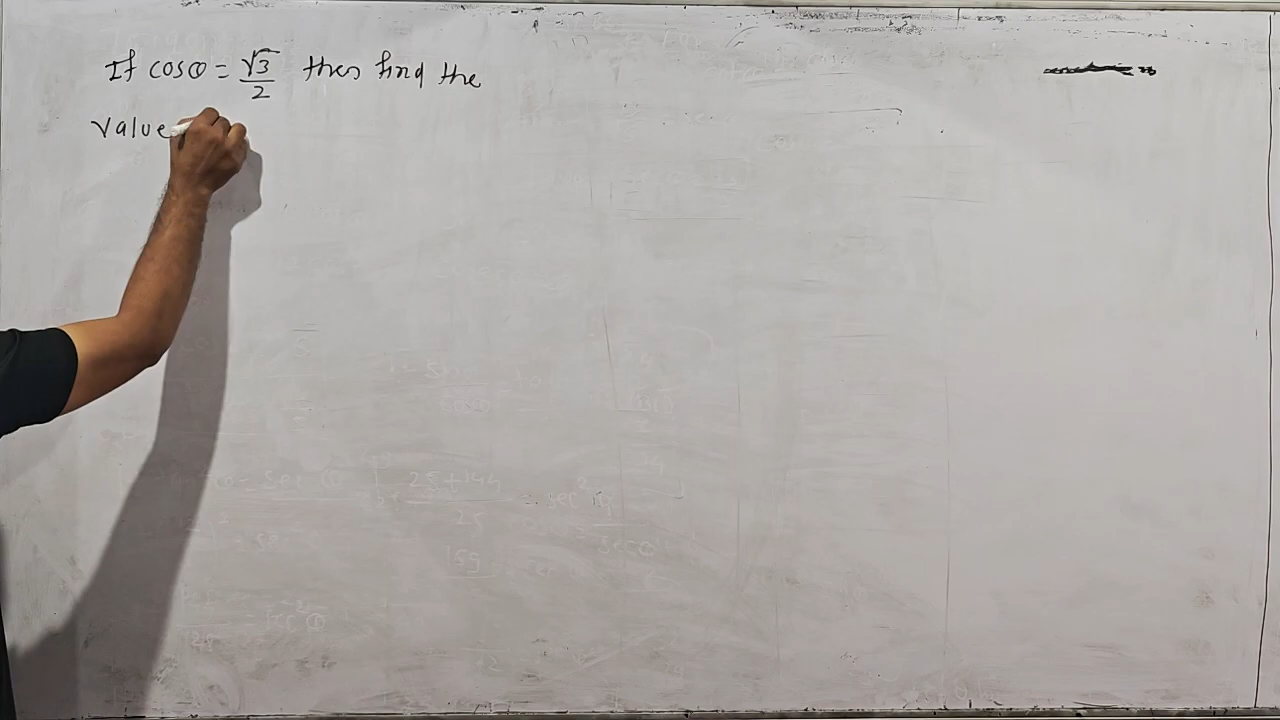 If cosθ = √3/2 then find the
value